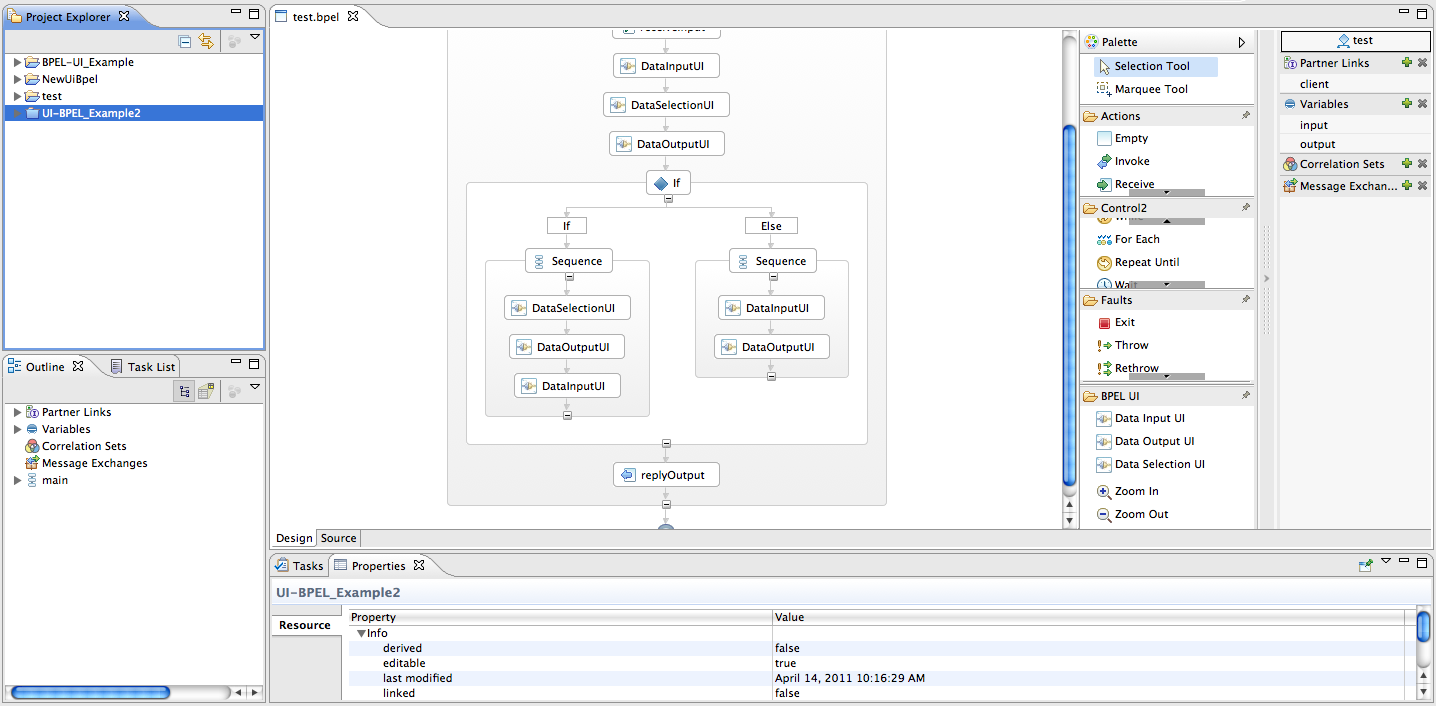 Project Explorer
BPEL-UI_Example
NewUiBpel
test
UI-BPEL_Example2
Outline
Task List
Partner Links
Variables
Correlation Sets
Message Exchanges
main
test.bpel
DataInputUI
DataSelectionUI
DataOutputUI
If
If
Else
Sequence
Sequence
DataSelectionUI
DataInputUI
DataOutputUI
DataOutputUI
DataInputUI
replyOutput
Design
Source
Palette
Selection Tool
Marquee Tool
Actions
Empty
Invoke
Receive
Control2
For Each
Repeat Until
Wait
Faults
Exit
Throw
Rethrow
BPEL UI
Data Input UI
Data Output UI
Data Selection UI
Zoom In
Zoom Out
test
Partner Links
client
Variables
input
output
Correlation Sets
Message Exchan...
Tasks
Properties
UI-BPEL_Example2
Resource
Property Value
Info
derived false
editable true
last modified April 14, 2011 10:16:29 AM
linked false